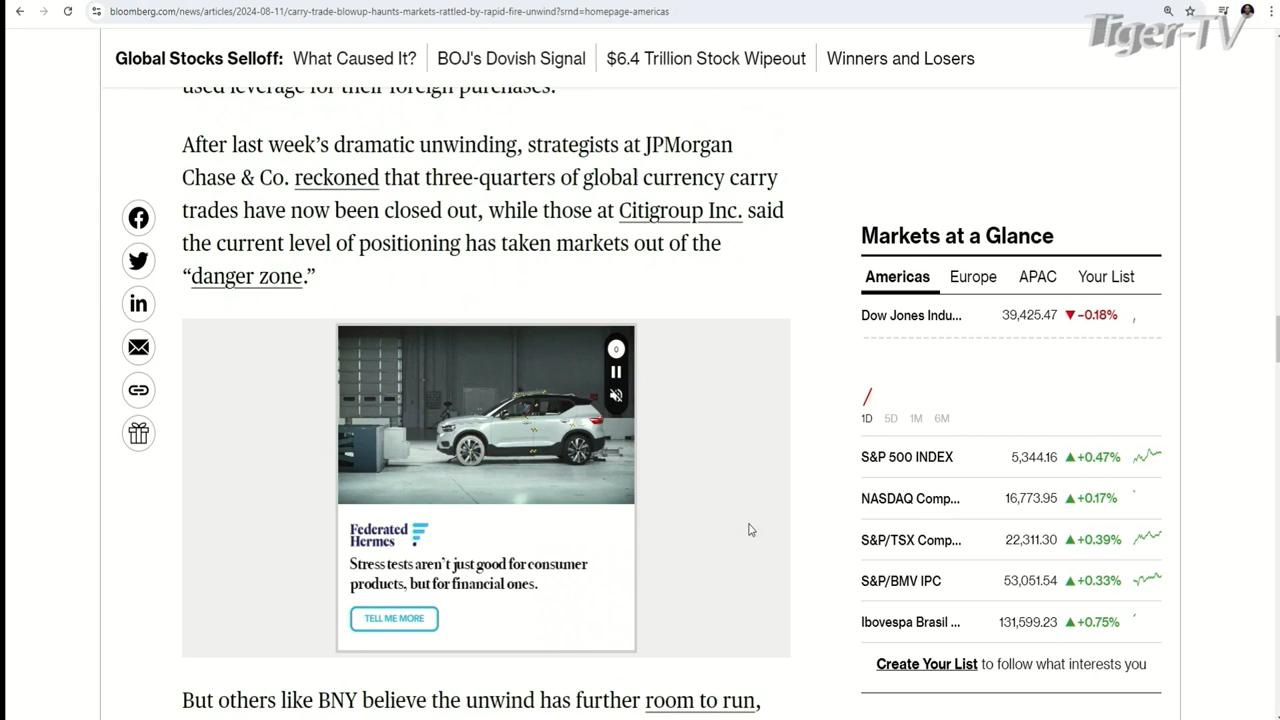 bloomberg.com/news/articles/2024-08-11/carry-trade-blowup-haunts-markets-rattled-by-rapid-fire-unwind?srnd=homepage-americas
Tiger-TV
Global Stocks Selloff: What Caused It? BOJ's Dovish Signal $6.4 Trillion Stock Wipeout Winners and Losers
used leverage for their foreign purchases.
After last week’s dramatic unwinding, strategists at JPMorgan
Chase & Co. reckoned that three-quarters of global currency carry
trades have now been closed out, while those at Citigroup Inc. said
the current level of positioning has taken markets out of the
“danger zone.”
0
Federated
Hermes
Stress tests aren’t just good for consumer
products, but for financial ones.
TELL ME MORE
But others like BNY believe the unwind has further room to run,
Markets at a Glance
Americas Europe APAC Your List
Dow Jones Indu... 39,425.47 ▼-0.18%
1D 5D 1M 6M
S&P 500 INDEX 5,344.16 ▲+0.47%
NASDAQ Comp... 16,773.95 ▲+0.17%
S&P/TSX Comp... 22,311.30 ▲+0.39%
S&P/BMV IPC 53,051.54 ▲+0.33%
Ibovespa Brasil ... 131,599.23 ▲+0.75%
Create Your List to follow what interests you